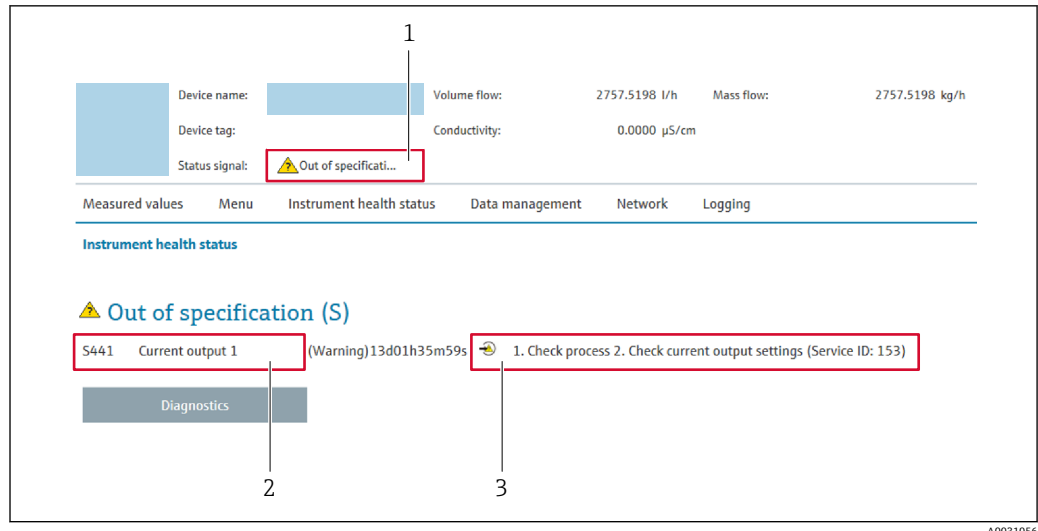 1
Device name: Volume flow: 2757.5198 l/h Mass flow: 2757.5198 kg/h
Device tag: Conductivity: 0.0000 µS/cm
Status signal: Out of specificati...
Measured values Menu Instrument health status Data management Network Logging
Instrument health status
Out of specification (S)
S441 Current output 1 (Warning)13d01h35m59s 1. Check process 2. Check current output settings (Service ID: 153)
Diagnostics
2 3
A0031056